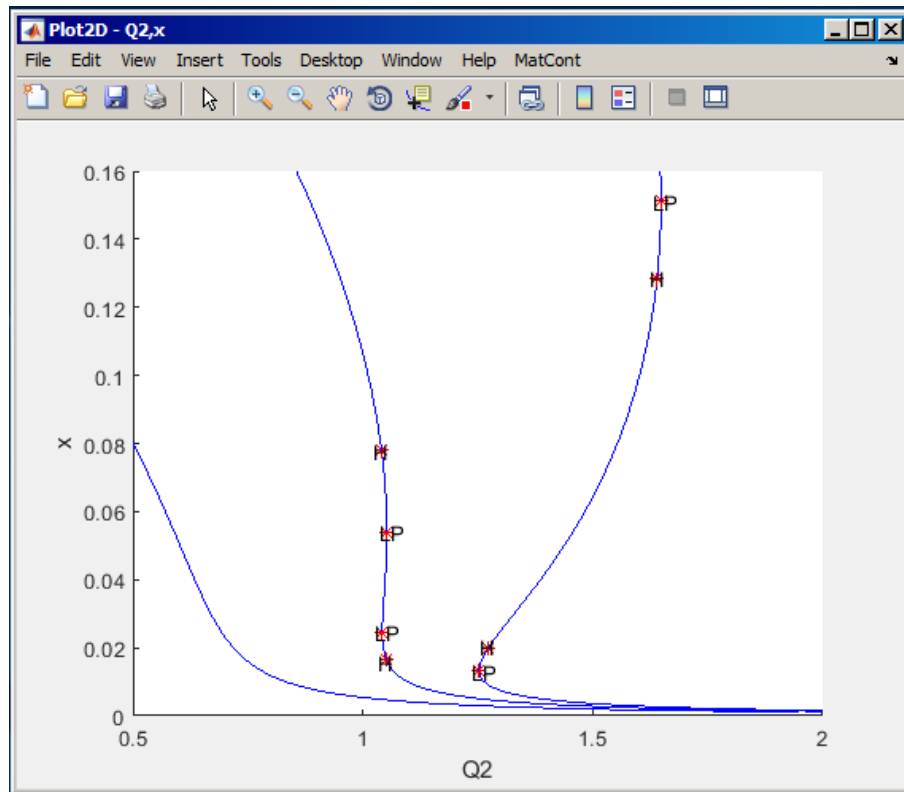 Plot2D - Q2,x
File Edit View Insert Tools Desktop Window Help MatCont
0.16
0.14
0.12
0.1
0.08
0.06
0.04
0.02
0
x
LP
H
H
LP
LP
H
H
LP
0.5 1 1.5 2
Q2